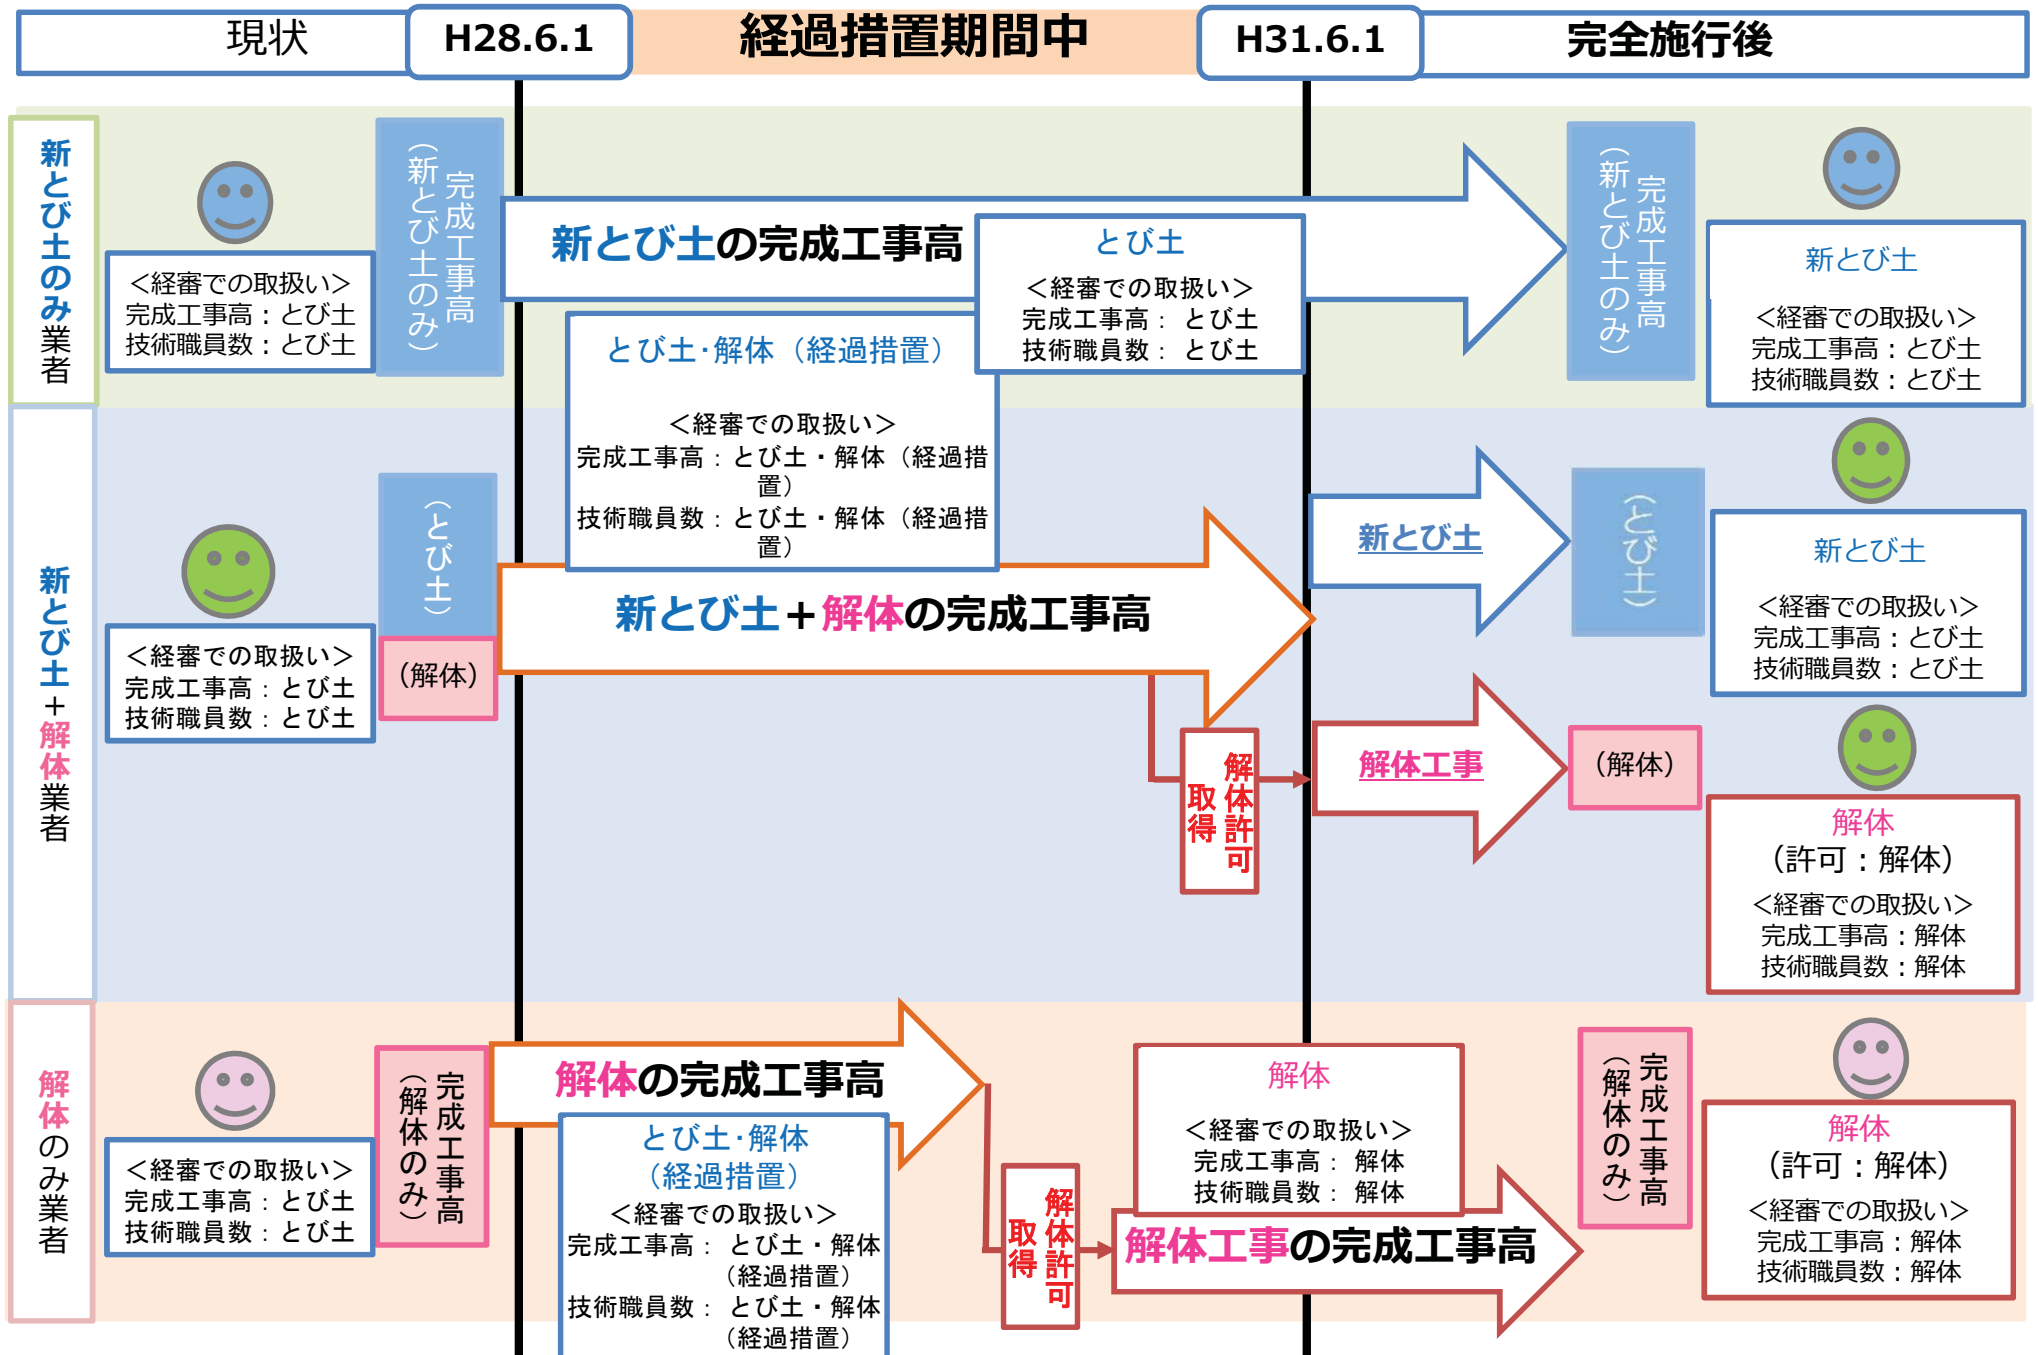 現状
H28.6.1
経過措置期間中
H31.6.1
完全施行後
新とび土のみ業者
<経審での取扱い>
完成工事高：とび土
技術職員数：とび土
完成工事高
（新とび土のみ）
新とび土の完成工事高
とび土
<経審での取扱い>
完成工事高： とび土
技術職員数： とび土
完成工事高
（新とび土のみ）
新とび土
<経審での取扱い>
完成工事高：とび土
技術職員数：とび土
とび土・解体（経過措置）
<経審での取扱い>
完成工事高：とび土・解体（経過措
置）
技術職員数：とび土・解体（経過措
置）
新とび土＋解体業者
<経審での取扱い>
完成工事高：とび土
技術職員数：とび土
（とび土）
（解体）
新とび土＋解体の完成工事高
解体許可
取得
新とび土
（とび土）
新とび土
<経審での取扱い>
完成工事高：とび土
技術職員数：とび土
解体工事
（解体）
解体
（許可：解体）
<経審での取扱い>
完成工事高：解体
技術職員数：解体
解体のみ業者
<経審での取扱い>
完成工事高：とび土
技術職員数：とび土
完成工事高
（解体のみ）
解体の完成工事高
とび土・解体
（経過措置）
<経審での取扱い>
完成工事高： とび土・解体
（経過措置）
技術職員数： とび土・解体
（経過措置）
解体許可
取得
解体
<経審での取扱い>
完成工事高： 解体
技術職員数： 解体
解体工事の完成工事高
完成工事高
（解体のみ）
解体
（許可：解体）
<経審での取扱い>
完成工事高：解体
技術職員数：解体